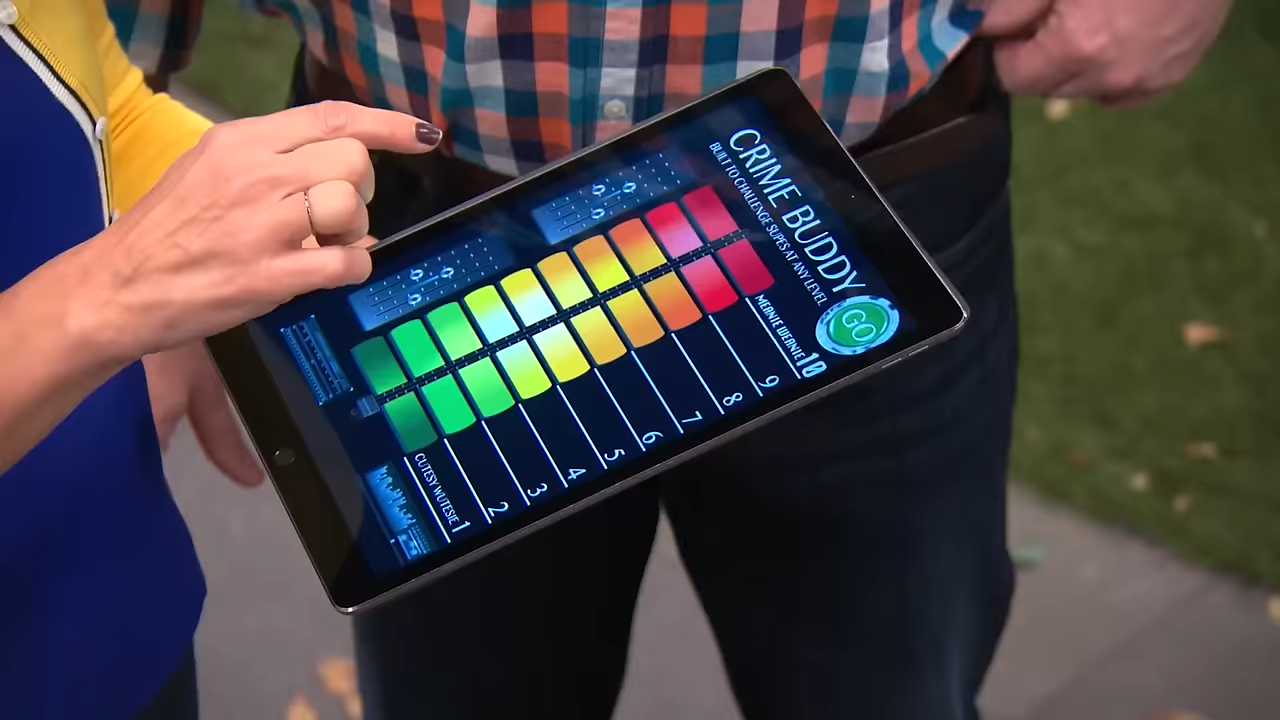 CRIME BUDDY
BUILT TO CHALLENGE SUPES AT ANY LEVEL
GO
MEANIE WEANIE 10
9
8
7
6
5
4
3
2
CUTESY WUTESIE 1